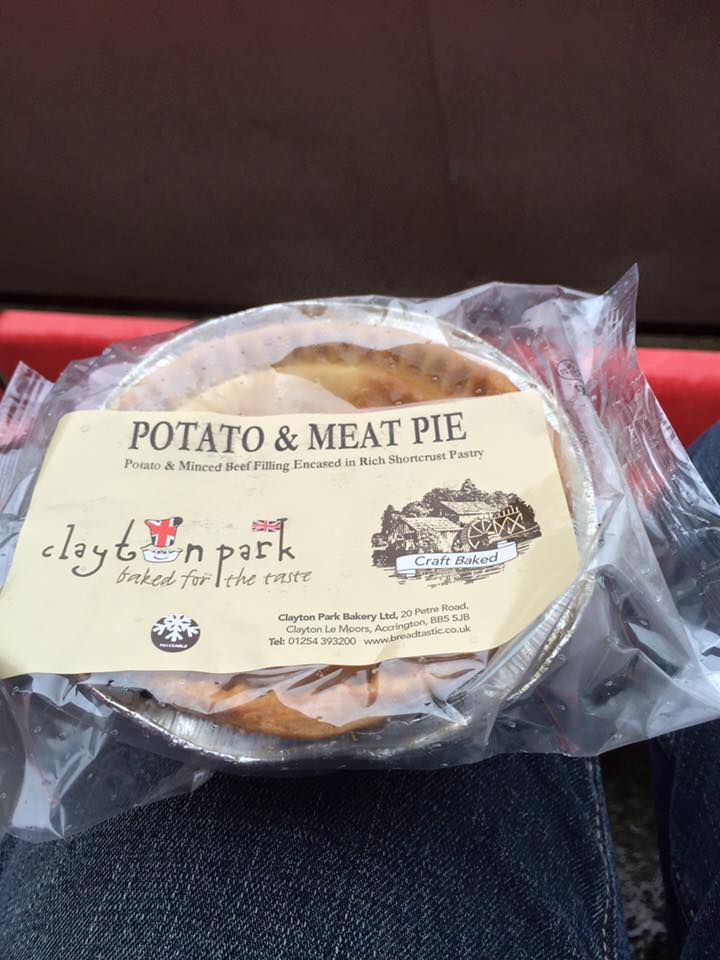 POTATO & MEAT PIE
Potato & Minced Beef Filling Encased in Rich Shortcrust Pastry
clayton park
baked for the taste
Craft Baked
FREEZABLE
Clayton Park Bakery Ltd, 20 Petre Road,
Clayton Le Moors, Accrington, BB5 5JB
Tel: 01254 393200 www.breadtastic.co.uk